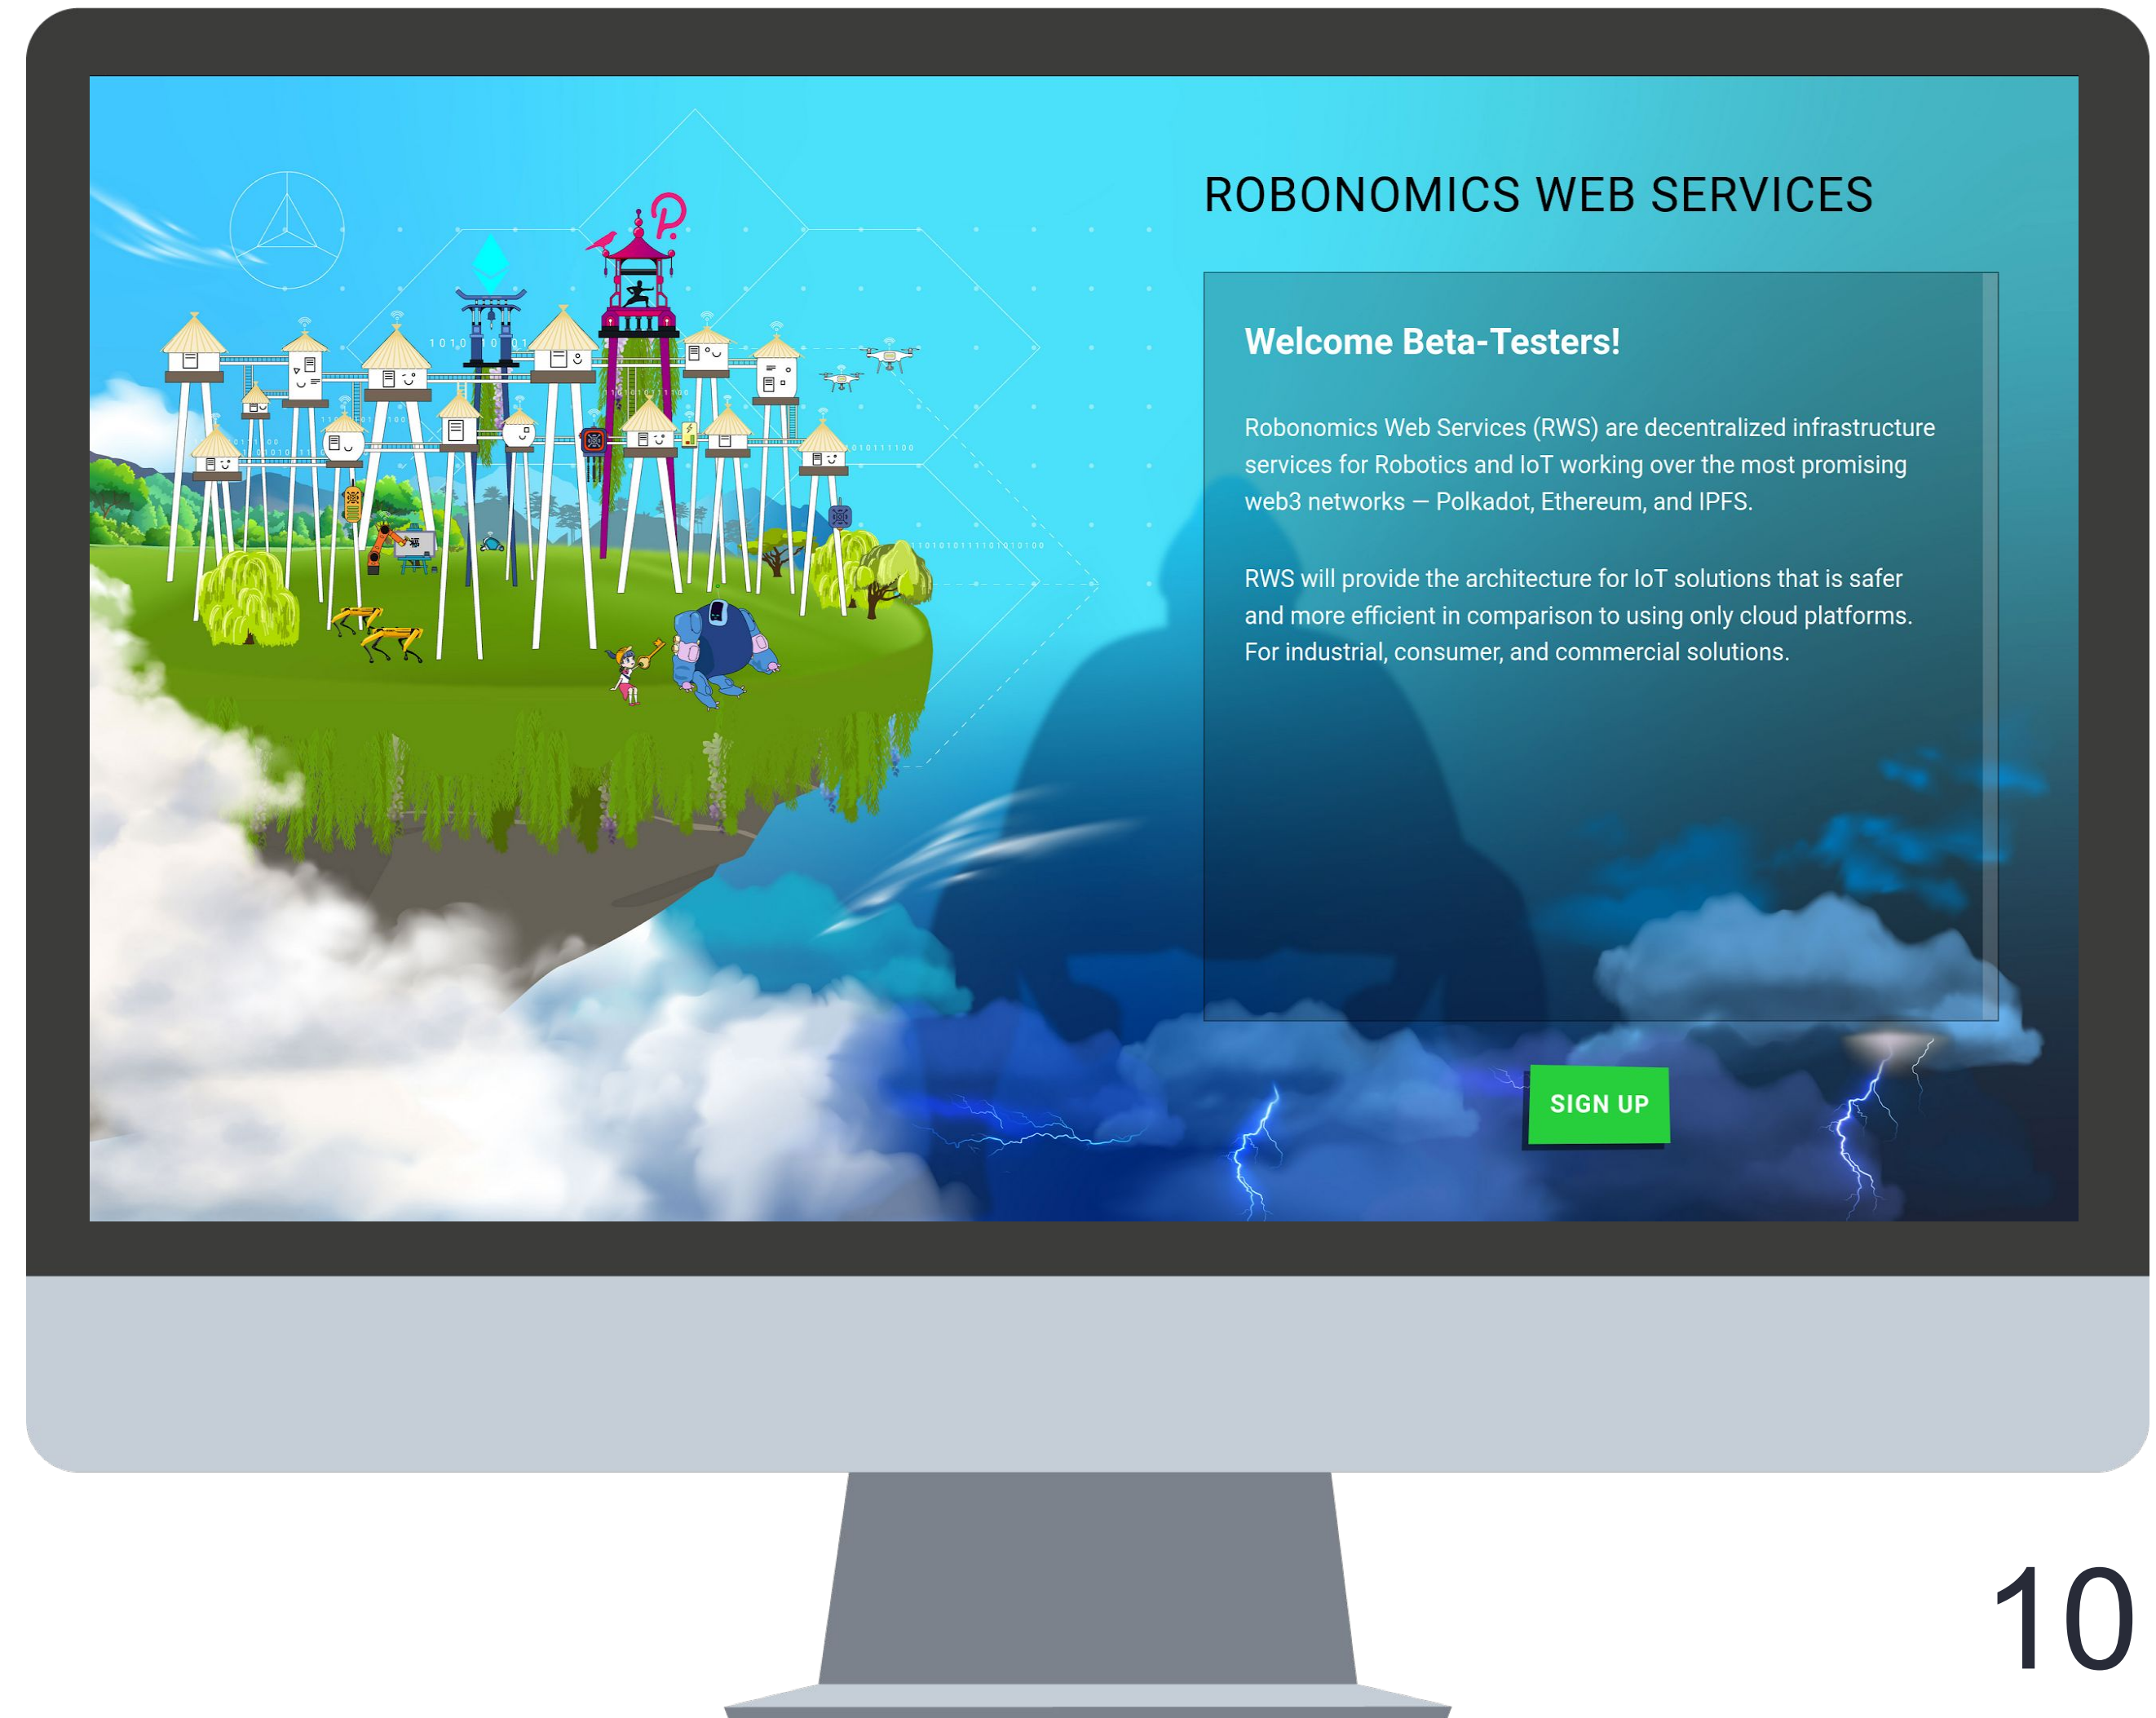 ROBONOMICS WEB SERVICES
Welcome Beta-Testers!
Robonomics Web Services (RWS) are decentralized infrastructure
services for Robotics and IoT working over the most promising
web3 networks — Polkadot, Ethereum, and IPFS.
RWS will provide the architecture for IoT solutions that is safer
and more efficient in comparison to using only cloud platforms.
For industrial, consumer, and commercial solutions.
SIGN UP
10